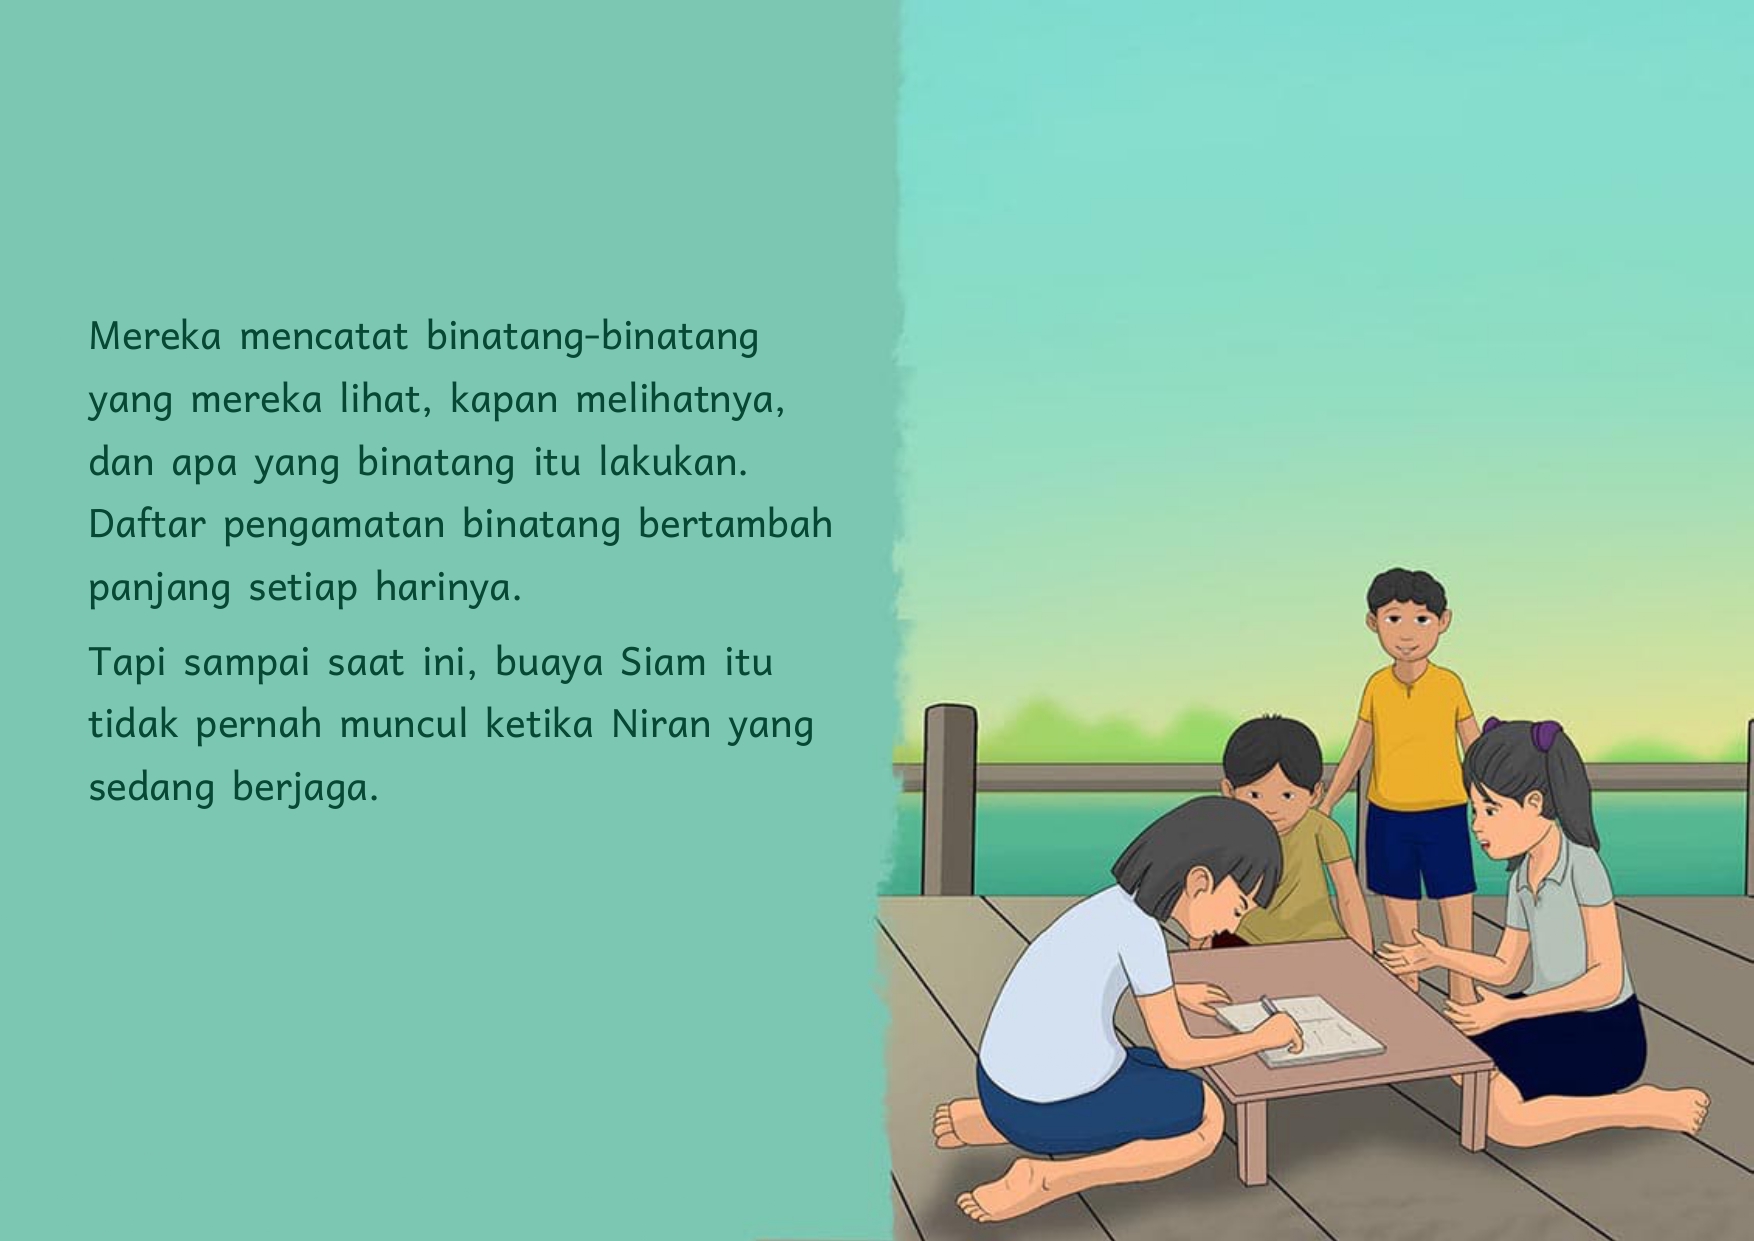 Mereka mencatat binatang-binatang
yang mereka lihat, kapan melihatnya,
dan apa yang binatang itu lakukan.
Daftar pengamatan binatang bertambah
panjang setiap harinya.
Tapi sampai saat ini, buaya Siam itu
tidak pernah muncul ketika Niran yang
sedang berjaga.